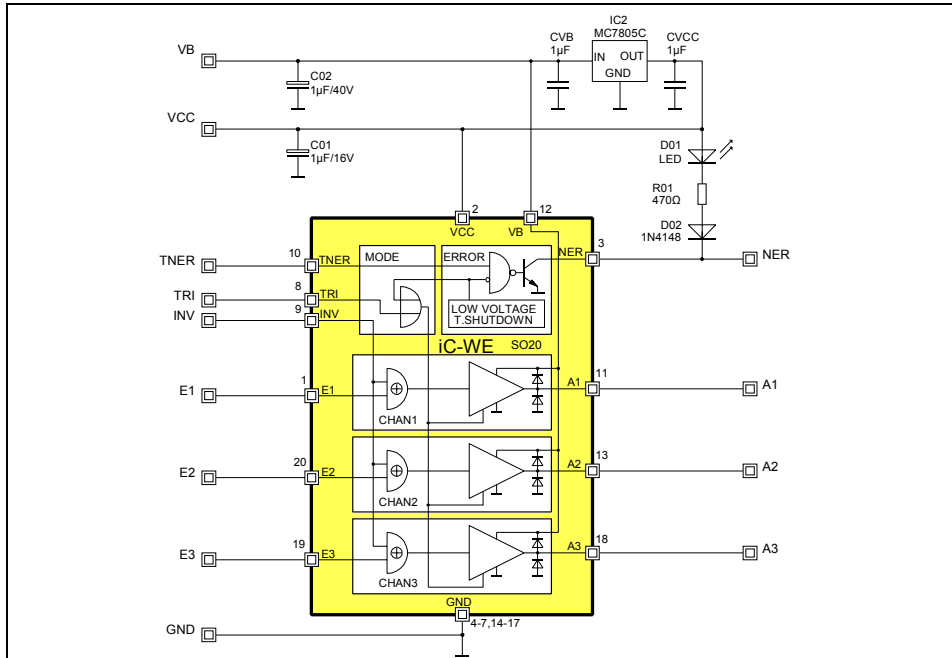 IC2
MC7805C
CVB
1µF
CVCC
1µF
IN OUT
GND
VB
C02
1µF/40V
VCC
C01
1µF/16V
D01
LED
R01
470Ω
D02
1N4148
2
VCC
12
VB
3
NER
NER
TNER
10
TNER
MODE
ERROR
TRI
8
TRI
INV
9
INV
LOW VOLTAGE
T.SHUTDOWN
iC-WE
SO20
E1
1
E1
CHAN1
A1
11
A1
E2
20
E2
CHAN2
A2
13
A2
E3
19
E3
CHAN3
A3
18
A3
GND
4-7,14-17
GND